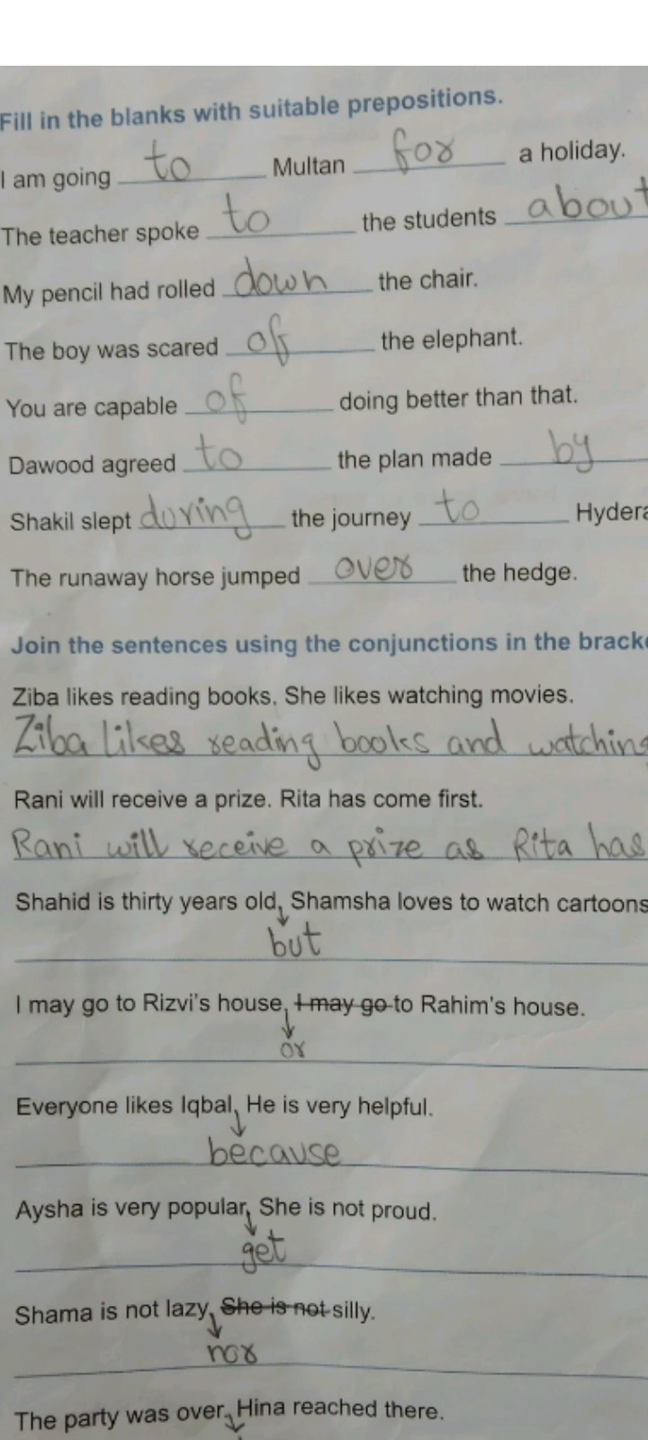 Fill in the blanks with suitable prepositions.
I am going to Multan for a holiday.
The teacher spoke to the students about
My pencil had rolled down the chair.
The boy was scared of the elephant.
You are capable of doing better than that.
Dawood agreed to the plan made by
Shakil slept during the journey to Hydera
The runaway horse jumped over the hedge.
Join the sentences using the conjunctions in the bracke
Ziba likes reading books. She likes watching movies.
Ziba likes reading books and watching
Rani will receive a prize. Rita has come first.
Rani will receive a prize as Rita has
Shahid is thirty years old, Shamsha loves to watch cartoons
but
I may go to Rizvi's house, I may go to Rahim's house.
or
Everyone likes Iqbal, He is very helpful.
because
Aysha is very popular, She is not proud.
get
Shama is not lazy, She is not silly.
nor
The party was over, Hina reached there.